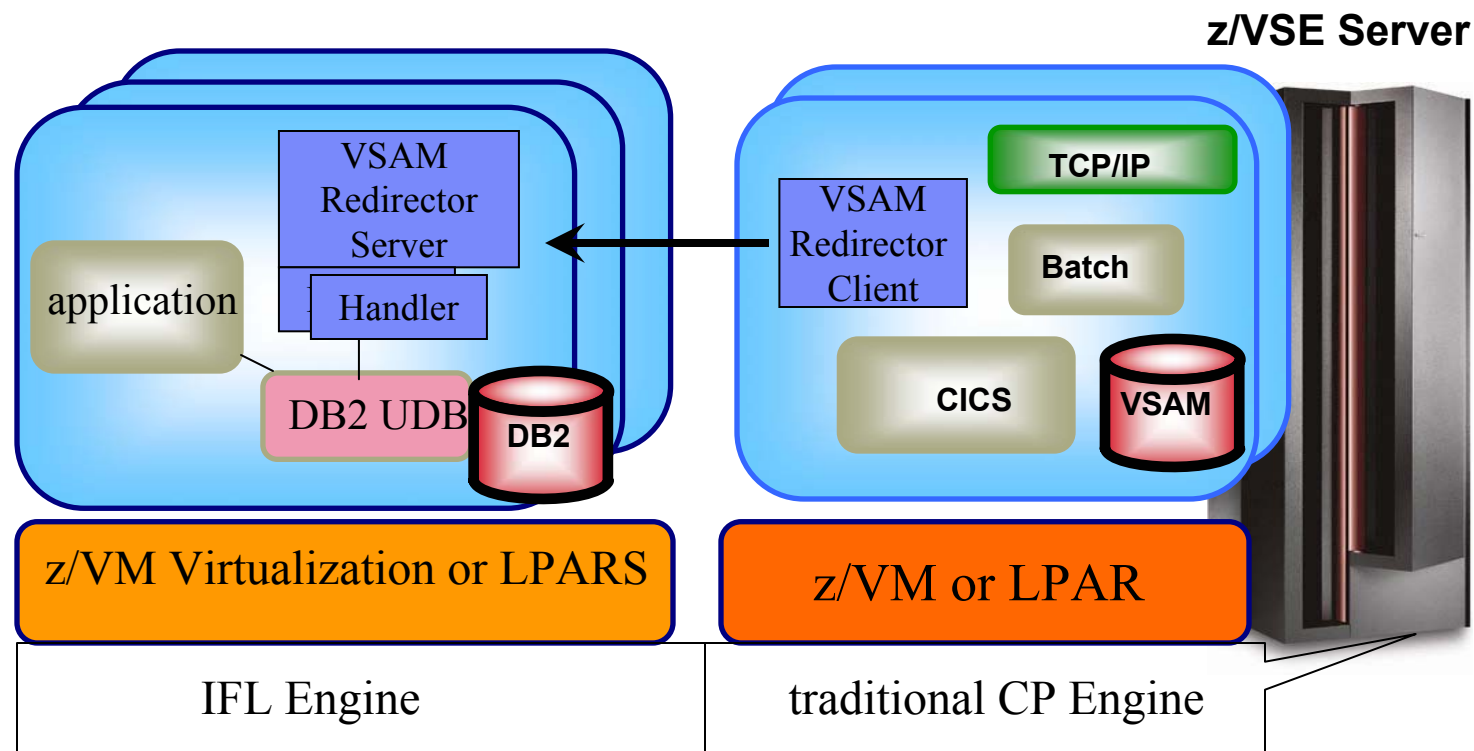 z/VSE Server
VSAM
Redirector
Server
Handler
application
DB2 UDB
DB2
VSAM
Redirector
Client
TCP/IP
Batch
CICS
VSAM
z/VM Virtualization or LPARS
z/VM or LPAR
IFL Engine
traditional CP Engine